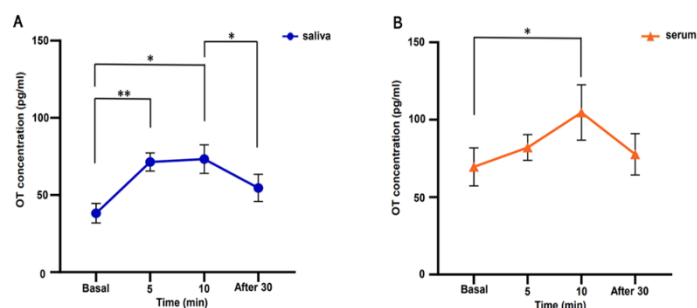 A
saliva
150
100
50
0
OT concentration (pg/ml)
*
**
*
Basal
5
10
After 30
Time (min)
B
serum
150
100
50
0
OT concentration (pg/ml)
*
Basal
5
10
After 30
Time (min)